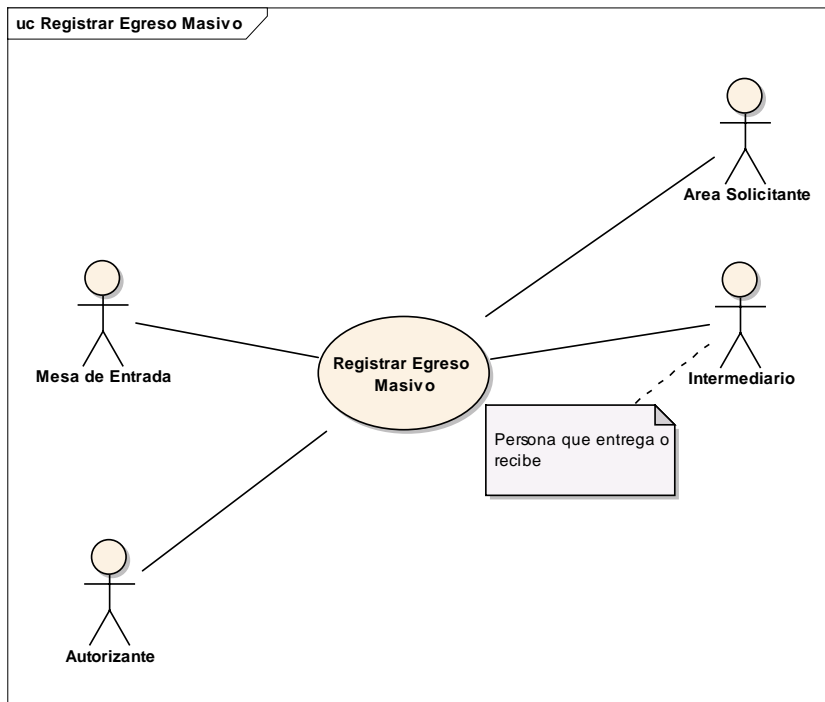 uc Registrar Egreso Masivo
Area Solicitante
Mesa de Entrada
Registrar Egreso
Masivo
Intermediario
Persona que entrega o
recibe
Autorizante